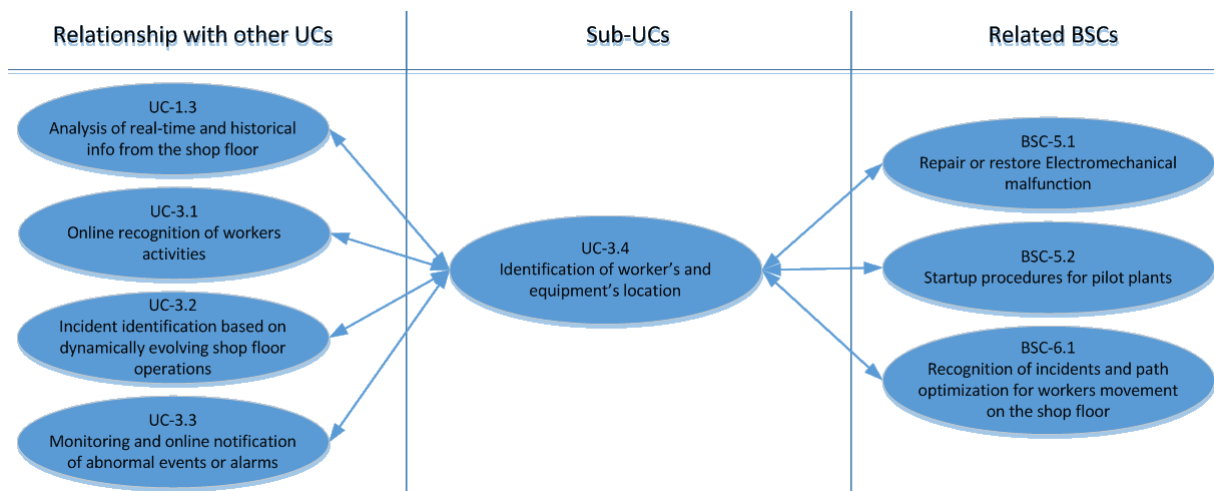 Relationship with other UCs
Sub-UCs
Related BSCs
UC-1.3
Analysis of real-time and historical
info from the shop floor
UC-3.1
Online recognition of workers
activities
UC-3.2
Incident identification based on
dynamically evolving shop floor
operations
UC-3.3
Monitoring and online notification
of abnormal events or alarms
UC-3.4
Identification of worker’s and
equipment’s location
BSC-5.1
Repair or restore Electromechanical
malfunction
BSC-5.2
Startup procedures for pilot plants
BSC-6.1
Recognition of incidents and path
optimization for workers movement
on the shop floor